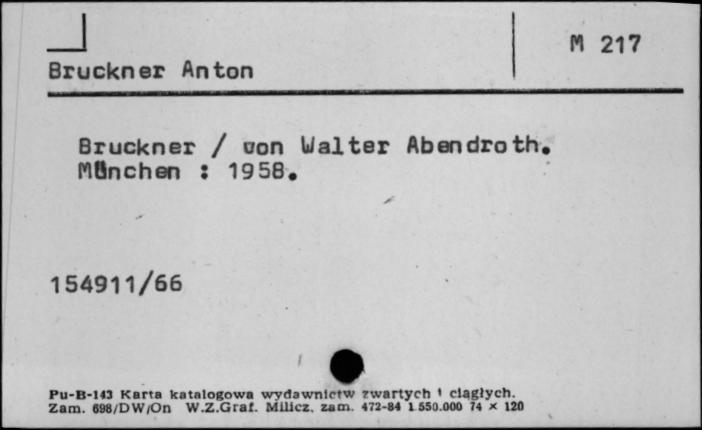 M 217
Bruckner Anton
Bruckner / von Walter Abendroth.
München : 1958.
154911/66
Pu-B-143 Karta katalogowa wydawnictw zwartych i ciągłych.
Zam. 698/DW/On W.Z.Graf. Milicz, zam. 472-84 1.550.000 74 × 120